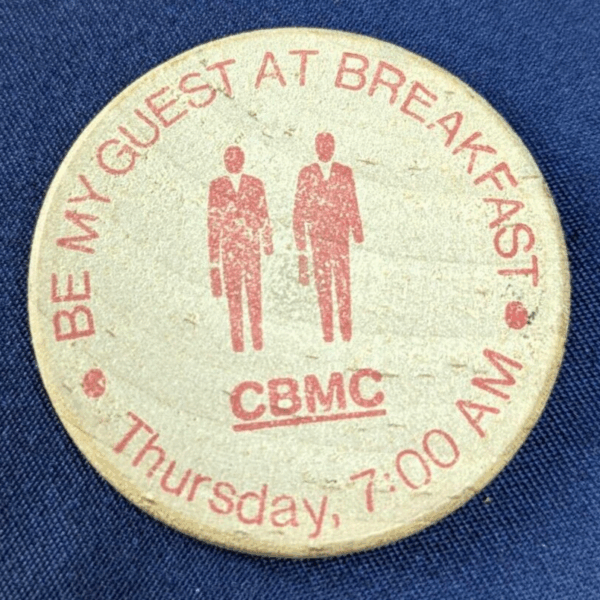 BE MY GUEST AT BREAKFAST
CBMC
Thursday, 7:00 AM